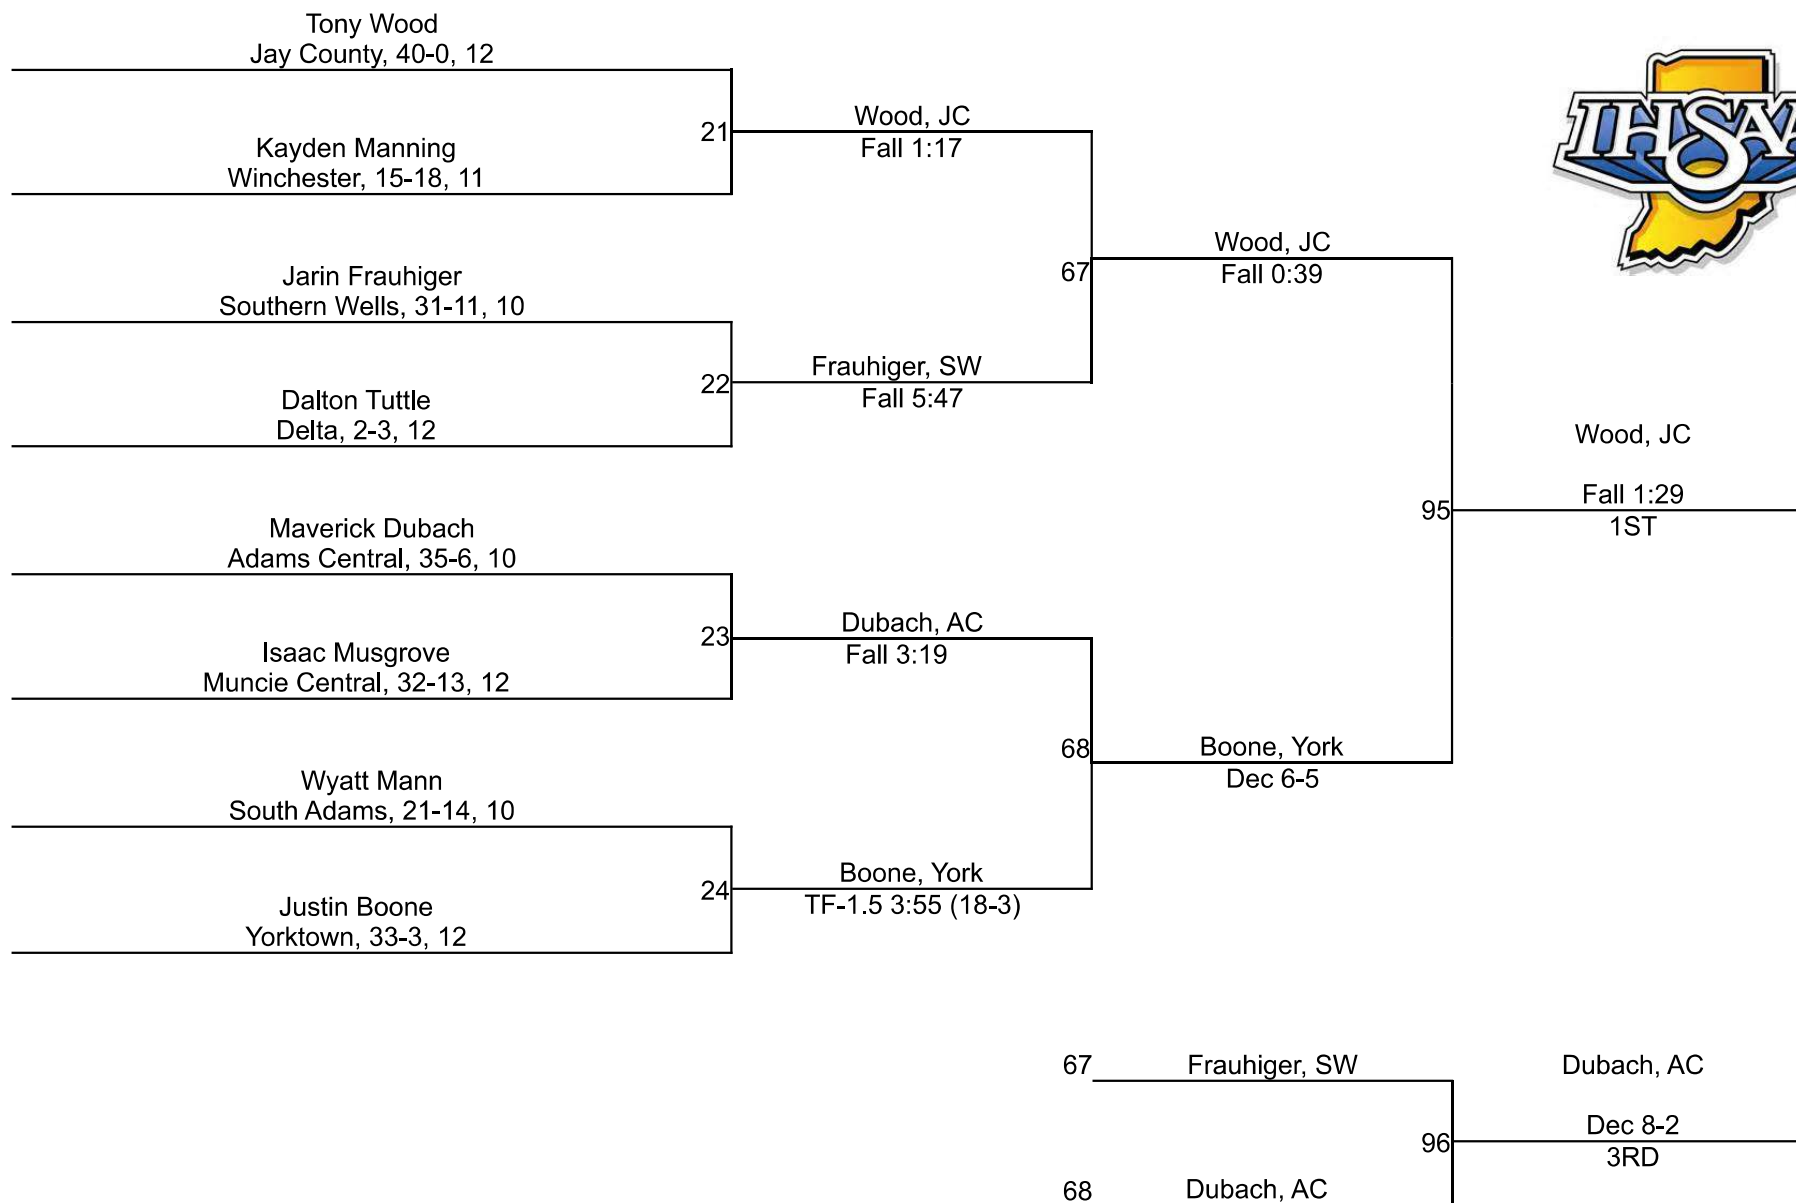 Tony Wood
Jay County, 40-0, 12
21
Wood, JC
Fall 1:17
Kayden Manning
Winchester, 15-18, 11
IHSAA
67
Wood, JC
Fall 0:39
Jarin Frauhiger
Southern Wells, 31-11, 10
22
Frauhiger, SW
Fall 5:47
Dalton Tuttle
Delta, 2-3, 12
95
Wood, JC
Fall 1:29
1ST
Maverick Dubach
Adams Central, 35-6, 10
23
Dubach, AC
Fall 3:19
Isaac Musgrove
Muncie Central, 32-13, 12
68
Boone, York
Dec 6-5
Wyatt Mann
South Adams, 21-14, 10
24
Boone, York
TF-1.5 3:55 (18-3)
Justin Boone
Yorktown, 33-3, 12
67
Frauhiger, SW
Dubach, AC
96
Dec 8-2
3RD
68
Dubach, AC